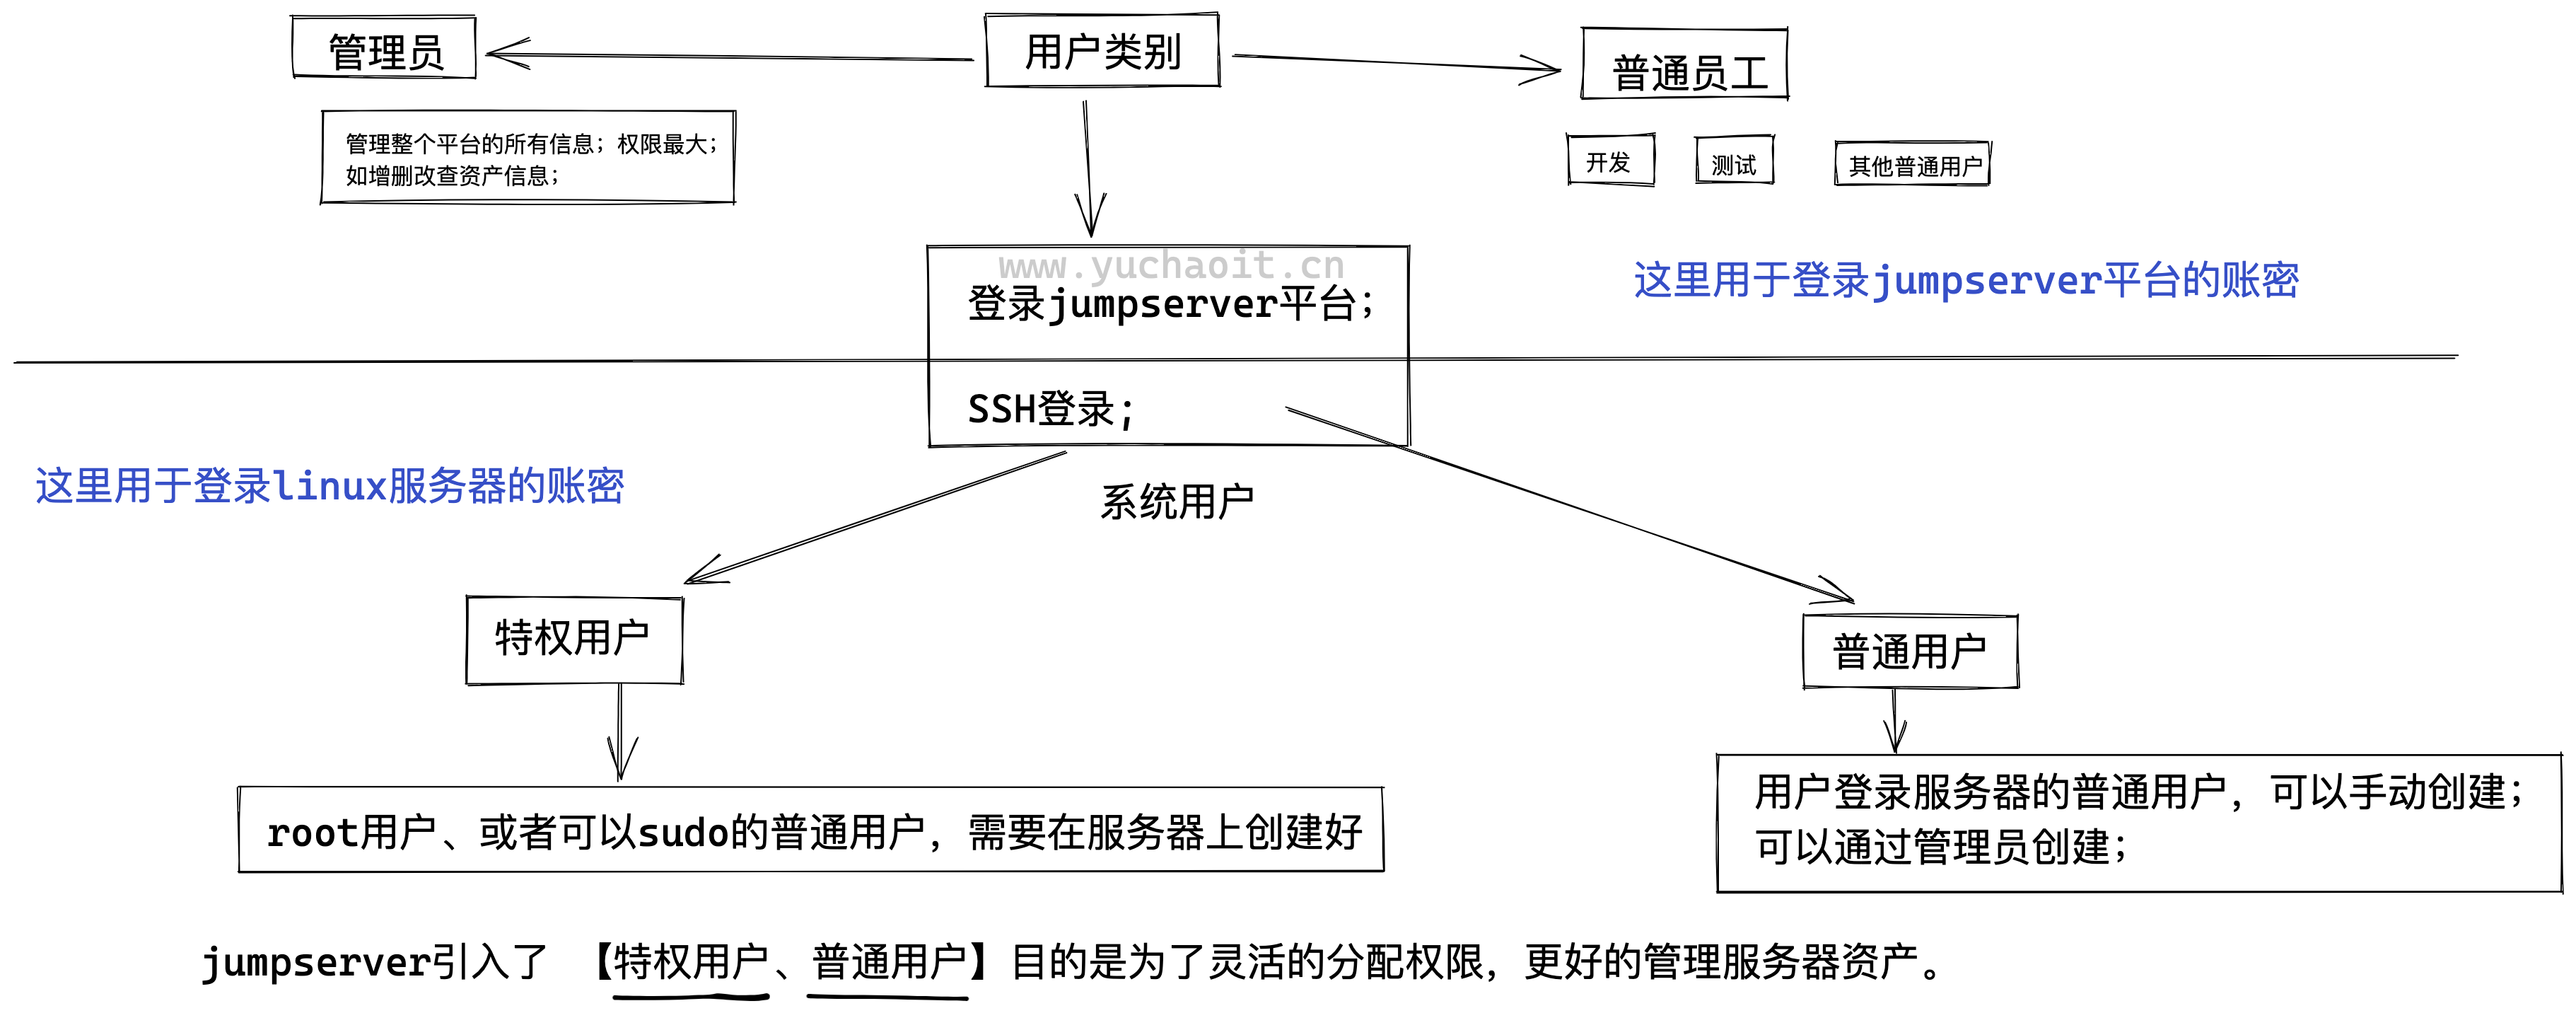 管理员
用户类别
普通员工
管理整个平台的所有信息；权限最大；
如增删改查资产信息；
开发
测试
其他普通用户
www.yuchaoit.cn
登录jumpserver平台；
这里用于登录jumpserver平台的账密
SSH登录;
这里用于登录linux服务器的账密
系统用户
特权用户
普通用户
root用户、或者可以sudo的普通用户，需要在服务器上创建好
用户登录服务器的普通用户，可以手动创建；
可以通过管理员创建；
jumpserver引入了 【特权用户、普通用户】目的是为了灵活的分配权限，更好的管理服务器资产。